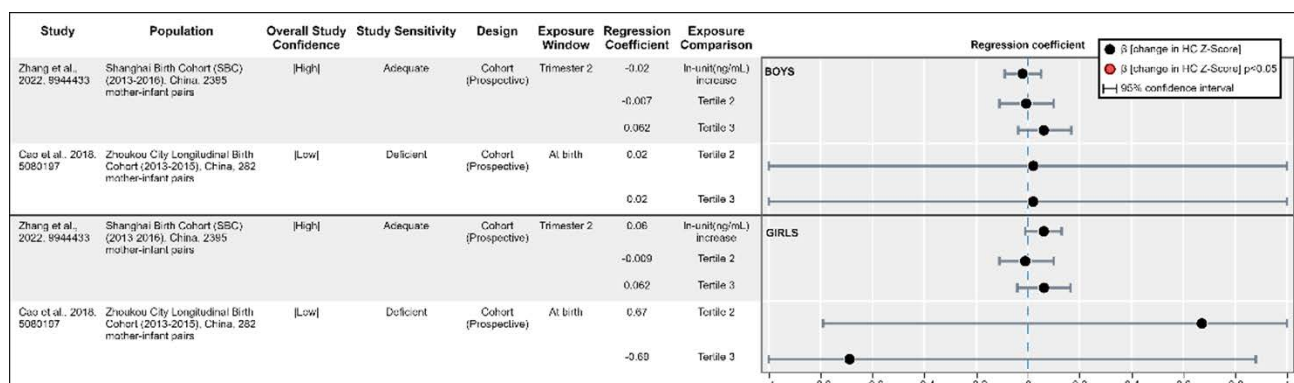 Study Population Overall Study Confidence Study Sensitivity Design Exposure Window Regression Coefficient Exposure Comparison
Regression coefficient
β [change in HC Z-Score]
β [change in HC Z-Score] p<0.05
95% confidence interval
BOYS
Zhang et al., Shanghai Birth Cohort (SBC) |High| Adequate Cohort Trimester 2 -0.02 ln-unit(ng/mL)
2022, 9944433 (2013-2016), China, 2395 (Prospective) increase
mother-infant pairs
-0.007 Tertile 2
0.062 Tertile 3
Cao et al., 2018, Zhoukou City Longitudinal Birth |Low| Deficient Cohort At birth 0.02 Tertile 2
5080197 Cohort (2013-2015), China, 282 (Prospective)
mother-infant pairs
0.02 Tertile 3
GIRLS
Zhang et al., Shanghai Birth Cohort (SBC) |High| Adequate Cohort Trimester 2 0.06 ln-unit(ng/mL)
2022, 9944433 (2013-2016), China, 2395 (Prospective) increase
mother-infant pairs
-0.009 Tertile 2
0.062 Tertile 3
Cao et al., 2018, Zhoukou City Longitudinal Birth |Low| Deficient Cohort At birth 0.67 Tertile 2
5080197 Cohort (2013-2015), China, 282 (Prospective)
mother-infant pairs
-0.69 Tertile 3